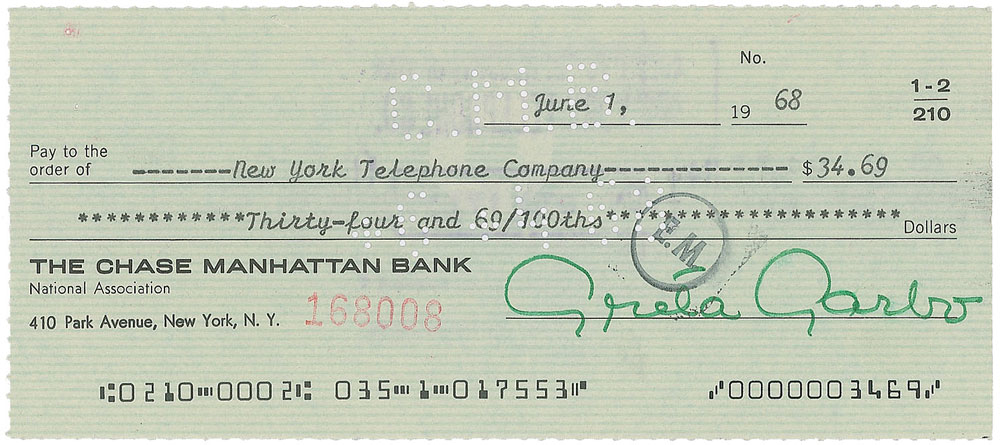 No.
June 1, 19 68
1-2
210
Pay to the
order of -------New York Telephone Company------------- $34.69
***********Thirty-four and 69/100ths********************* Dollars
E.M.
THE CHASE MANHATTAN BANK
National Association
410 Park Avenue, New York, N. Y. 168008
Greta Garbo
⑆0210⑉0002⑆ 035⑉1⑉017553⑈ ⑇0000003469⑇